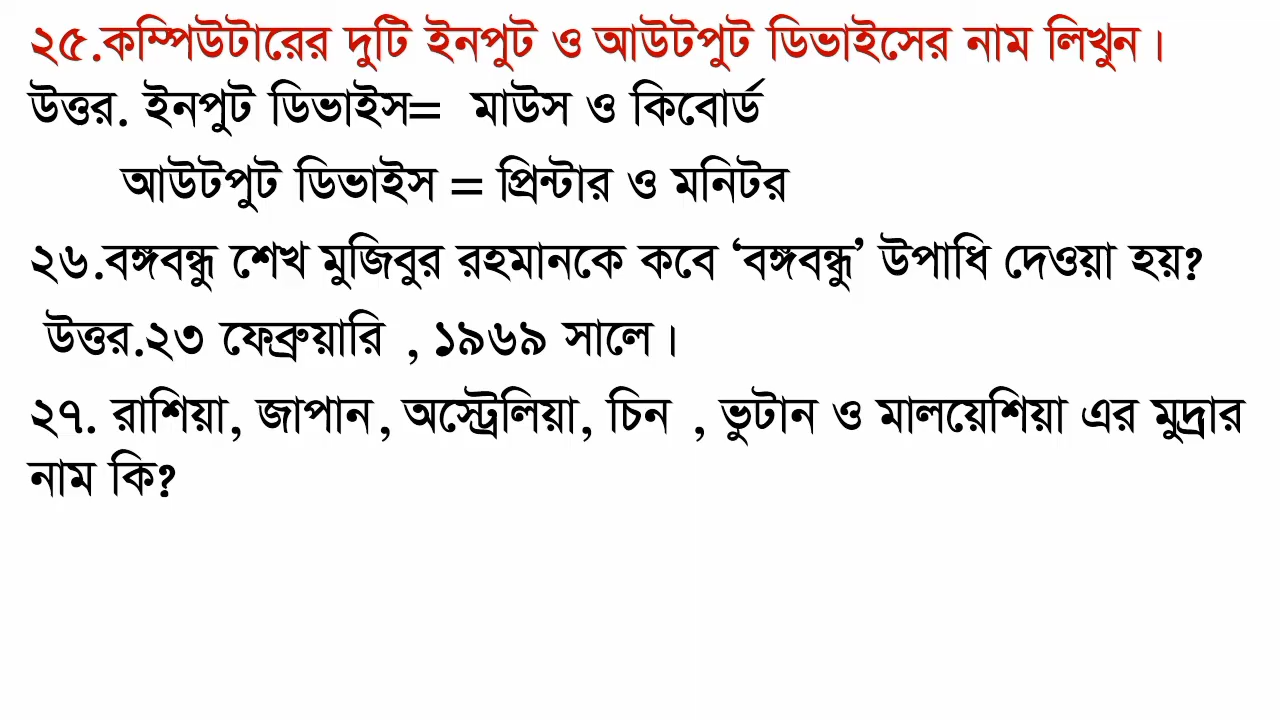 ২৫.কম্পিউটারের দুটি ইনপুট ও আউটপুট ডিভাইসের নাম লিখুন।
উত্তর. ইনপুট ডিভাইস= মাউস ও কিবোর্ড
আউটপুট ডিভাইস = প্রিন্টার ও মনিটর
২৬.বঙ্গবন্ধু শেখ মুজিবুর রহমানকে কবে ‘বঙ্গবন্ধু’ উপাধি দেওয়া হয়?
উত্তর.২৩ ফেব্রুয়ারি , ১৯৬৯ সালে।
২৭. রাশিয়া, জাপান, অস্ট্রেলিয়া, চিন , ভুটান ও মালয়েশিয়া এর মুদ্রার
নাম কি?